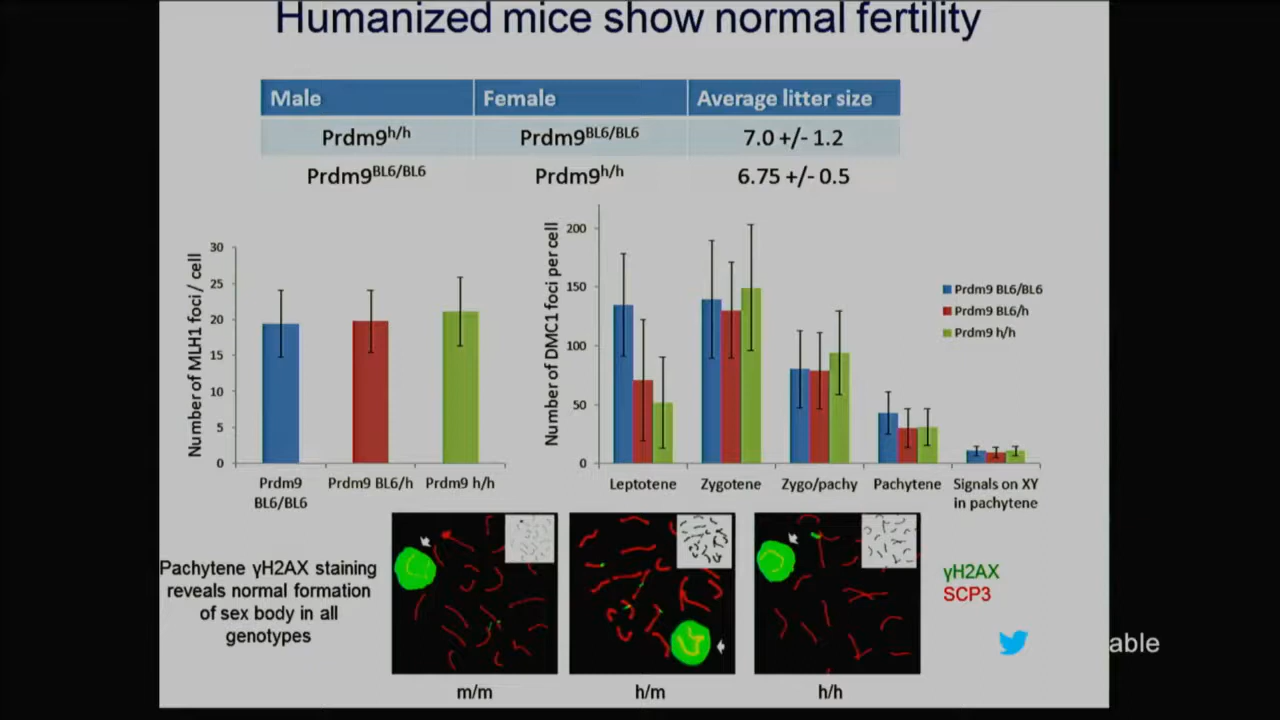 Humanized mice show normal fertility
Male Female Average litter size
Prdm9h/h Prdm9BL6/BL6 7.0 +/- 1.2
Prdm9BL6/BL6 Prdm9h/h 6.75 +/- 0.5
Number of MLH1 foci / cell
30
25
20
15
10
5
0
Prdm9 BL6/BL6
Prdm9 BL6/h
Prdm9 h/h
Number of DMC1 foci per cell
200
150
100
50
0
Leptotene
Zygotene
Zygo/pachy
Pachytene
Signals on XY
in pachytene
Prdm9 BL6/BL6
Prdm9 BL6/h
Prdm9 h/h
Pachytene γH2AX staining
reveals normal formation
of sex body in all
genotypes
m/m
h/m
h/h
γH2AX
SCP3
able